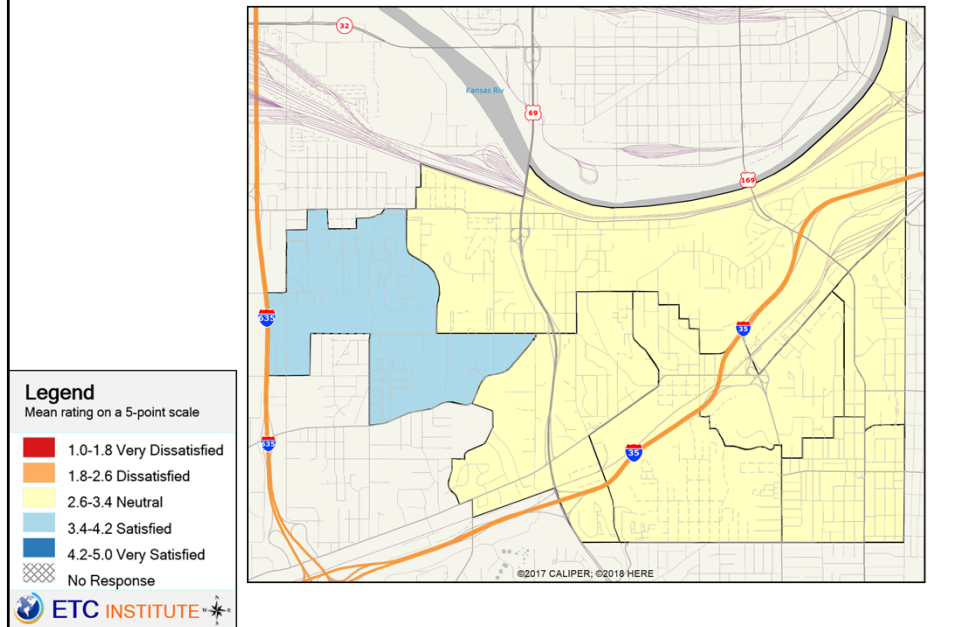 32
Kansas Riv
69
169
635
35
635
35
©2017 CALIPER; ©2018 HERE
Legend
Mean rating on a 5-point scale
1.0-1.8 Very Dissatisfied
1.8-2.6 Dissatisfied
2.6-3.4 Neutral
3.4-4.2 Satisfied
4.2-5.0 Very Satisfied
No Response
ETC INSTITUTE
W N E S